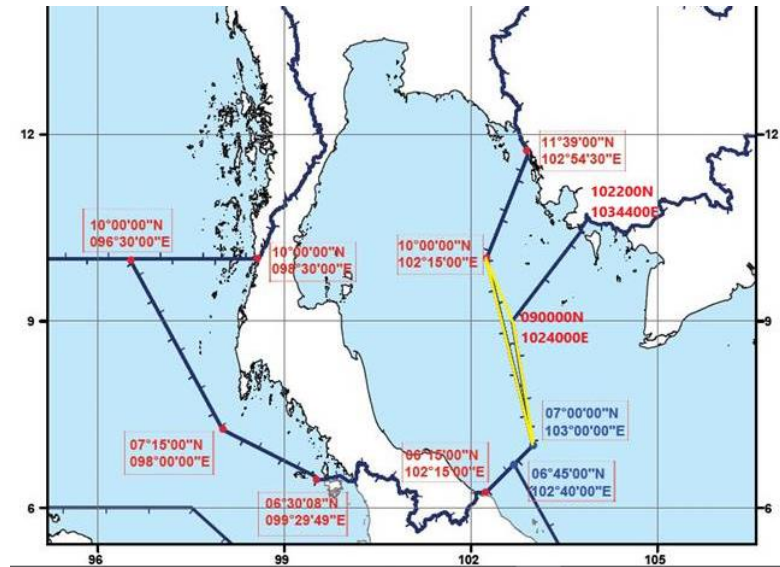 12
12
11°39'00"N
102°54'30"E
102200N
1034400E
10°00'00"N
096°30'00"E
10°00'00"N
098°30'00"E
10°00'00"N
102°15'00"E
9
9
090000N
1024000E
07°00'00"N
103°00'00"E
07°15'00"N
098°00'00"E
06°15'00"N
102°15'00"E
06°45'00"N
102°40'00"E
06°30'08"N
099°29'49"E
6
6
96
99
102
105